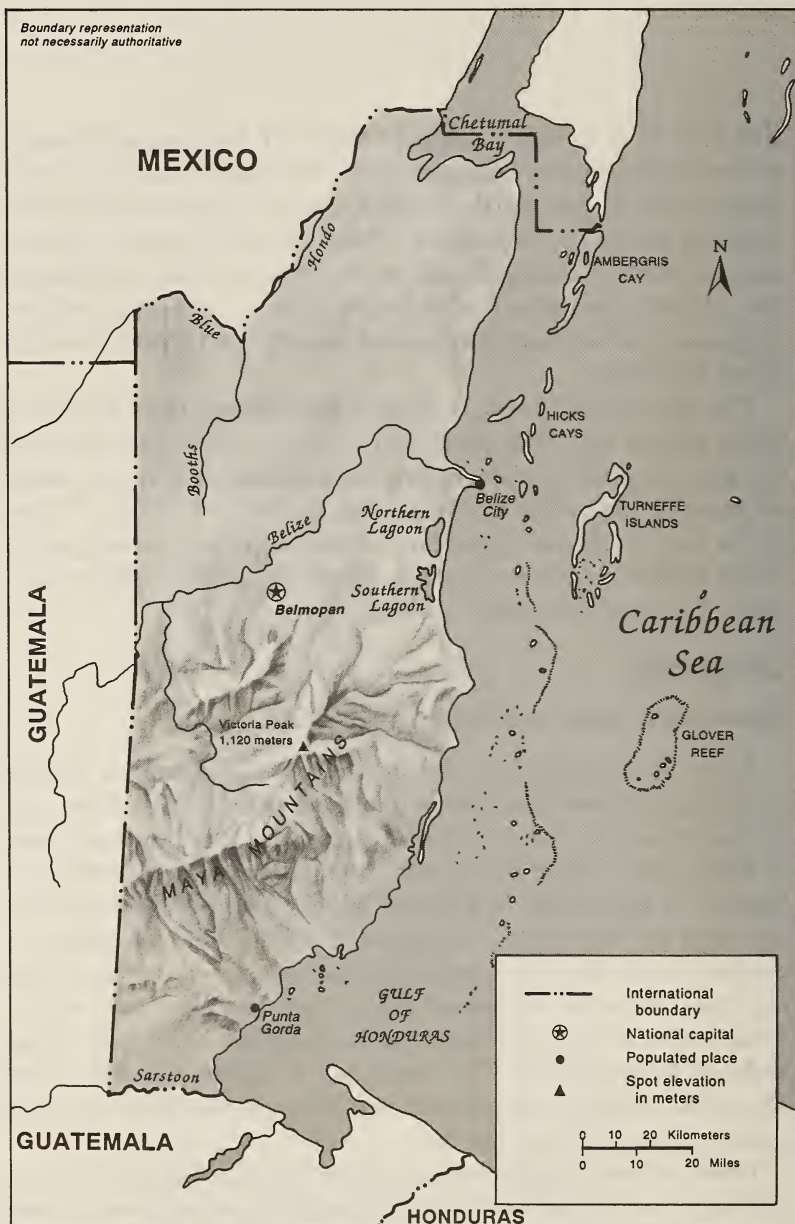 Boundary representation
not necessarily authoritative
MEXICO
Chetumal
Bay
Hondo
AMBERGRIS
CAY
N
Blue
HICKS
CAYS
Booths
Belize
City
TURNEFFE
ISLANDS
Northern
Lagoon
Belize
Southern
Lagoon
Belmopan
Caribbean
Sea
GUATEMALA
Victoria Peak
1,120 meters
GLOVER
REEF
MAYA MOUNTAINS
GULF
OF
HONDURAS
Punta
Gorda
Sarstoon
GUATEMALA
HONDURAS
International
boundary
National capital
Populated place
Spot elevation
in meters
0 10 20 Kilometers
0 10 20 Miles